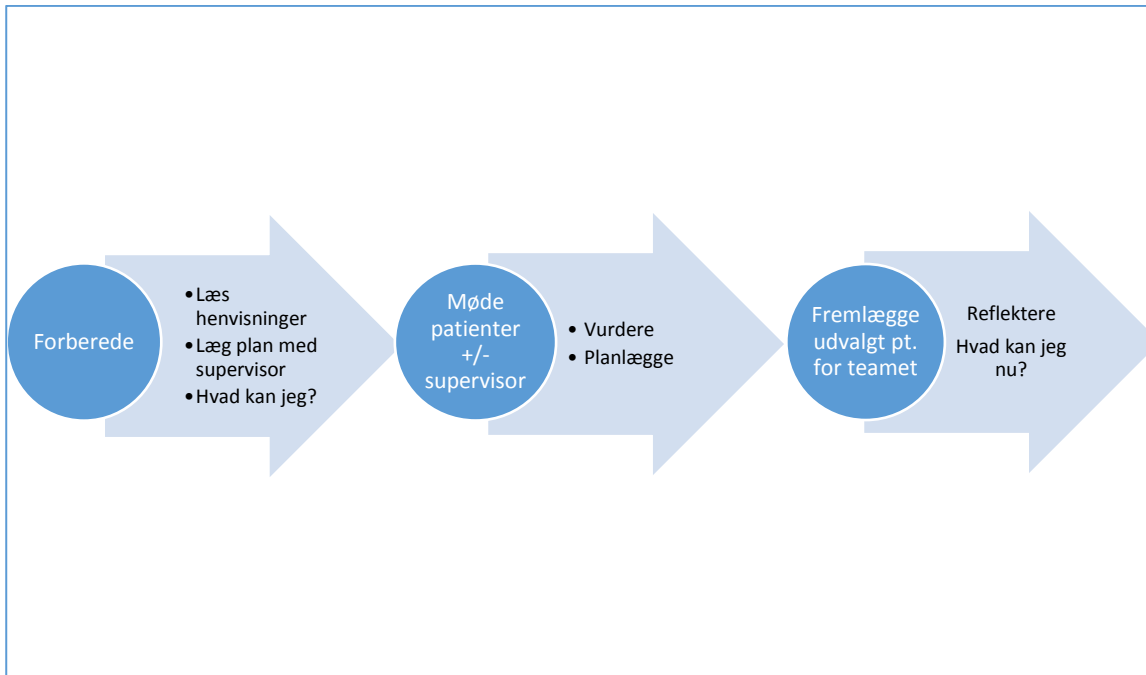 Forberede
•Læs
henvisninger
•Læg plan med
supervisor
•Hvad kan jeg?
Møde
patienter
+/-
supervisor
• Vurdere
• Planlægge
Fremlægge
udvalgt pt.
for teamet
Reflektere
Hvad kan jeg
nu?